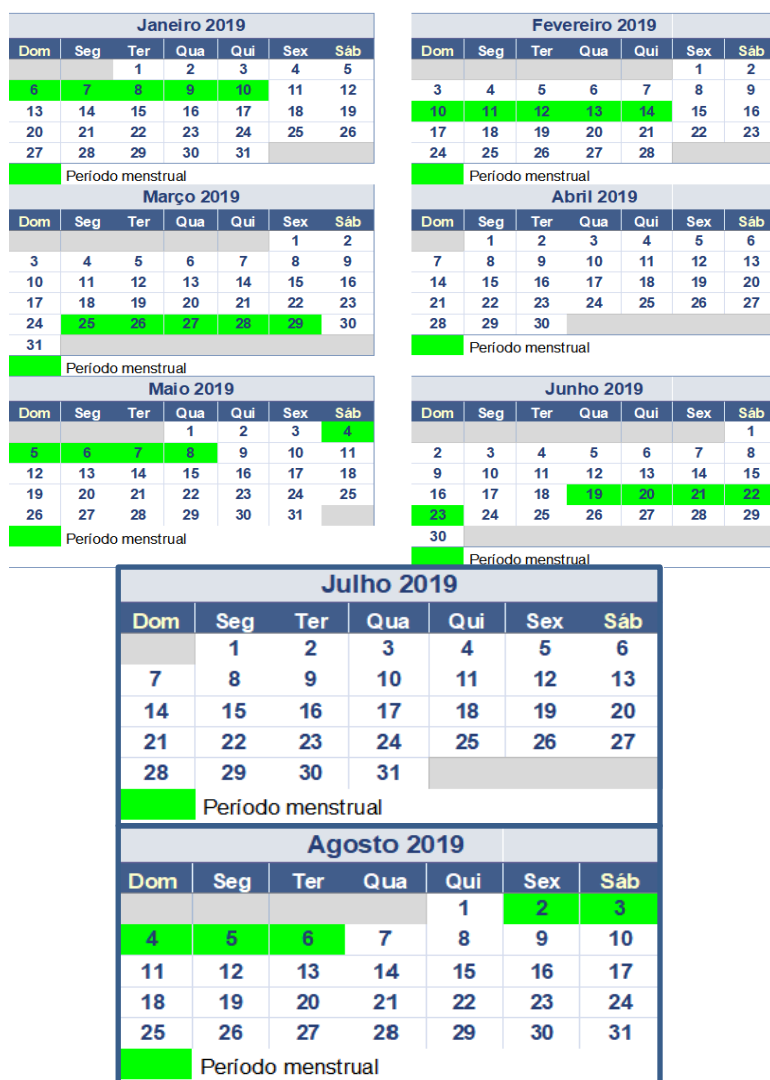 Janeiro 2019
Dom Seg Ter Qua Qui Sex Sáb
1 2 3 4 5
6 7 8 9 10 11 12
13 14 15 16 17 18 19
20 21 22 23 24 25 26
27 28 29 30 31
Período menstrual
Fevereiro 2019
Dom Seg Ter Qua Qui Sex Sáb
1 2
3 4 5 6 7 8 9
10 11 12 13 14 15 16
17 18 19 20 21 22 23
24 25 26 27 28
Período menstrual
Março 2019
Dom Seg Ter Qua Qui Sex Sáb
1 2
3 4 5 6 7 8 9
10 11 12 13 14 15 16
17 18 19 20 21 22 23
24 25 26 27 28 29 30
31
Período menstrual
Abril 2019
Dom Seg Ter Qua Qui Sex Sáb
1 2 3 4 5 6
7 8 9 10 11 12 13
14 15 16 17 18 19 20
21 22 23 24 25 26 27
28 29 30
Período menstrual
Maio 2019
Dom Seg Ter Qua Qui Sex Sáb
1 2 3 4
5 6 7 8 9 10 11
12 13 14 15 16 17 18
19 20 21 22 23 24 25
26 27 28 29 30 31
Período menstrual
Junho 2019
Dom Seg Ter Qua Qui Sex Sáb
1
2 3 4 5 6 7 8
9 10 11 12 13 14 15
16 17 18 19 20 21 22
23 24 25 26 27 28 29
30
Período menstrual
Julho 2019
Dom Seg Ter Qua Qui Sex Sáb
1 2 3 4 5 6
7 8 9 10 11 12 13
14 15 16 17 18 19 20
21 22 23 24 25 26 27
28 29 30 31
Período menstrual
Agosto 2019
Dom Seg Ter Qua Qui Sex Sáb
1 2 3
4 5 6 7 8 9 10
11 12 13 14 15 16 17
18 19 20 21 22 23 24
25 26 27 28 29 30 31
Período menstrual